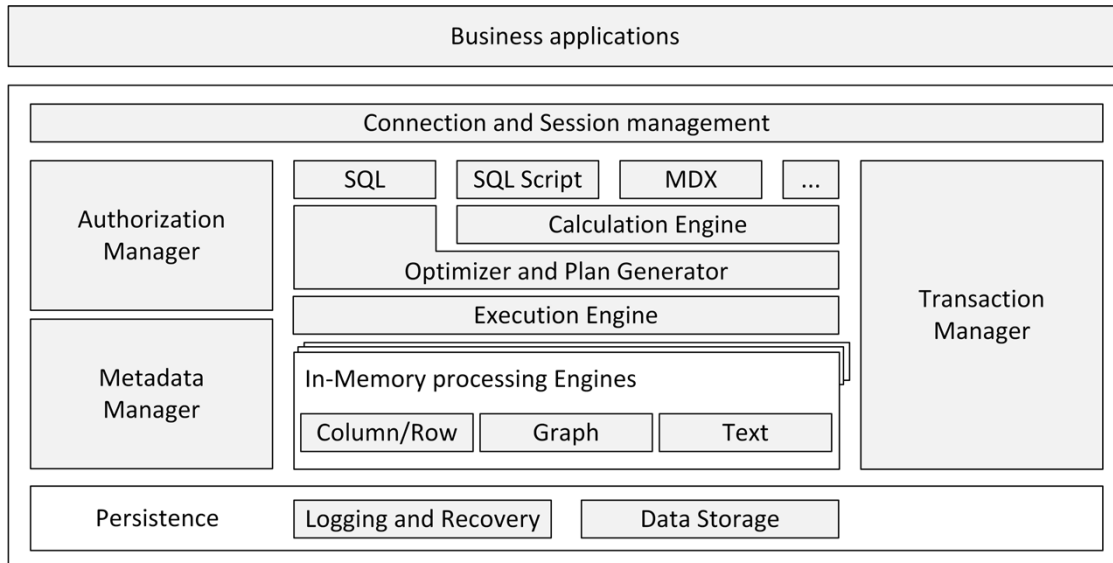 Business applications
Connection and Session management
Authorization
Manager
SQL
SQL Script
MDX
...
Calculation Engine
Optimizer and Plan Generator
Execution Engine
Transaction
Manager
Metadata
Manager
In-Memory processing Engines
Column/Row
Graph
Text
Persistence
Logging and Recovery
Data Storage